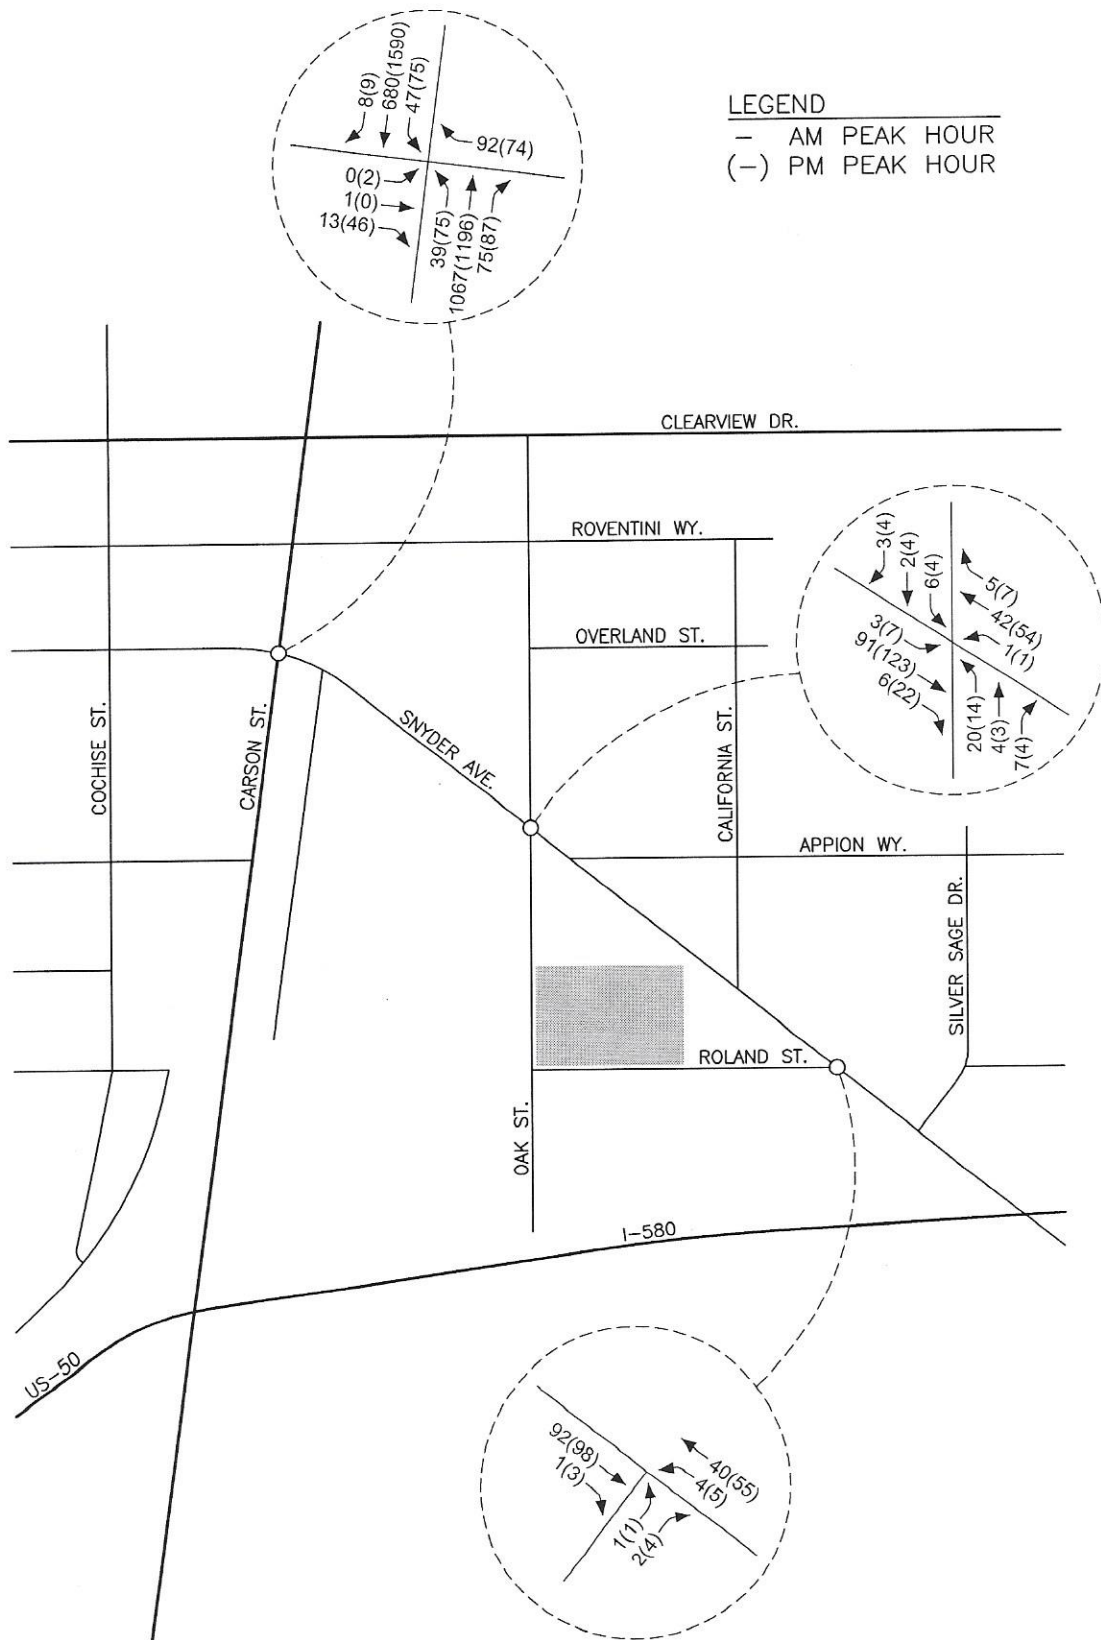 8(9)
680(1590)
47(75)
92(74)
0(2)
1(0)
13(46)
39(75)
1067(1196)
75(87)
LEGEND
– AM PEAK HOUR
(–) PM PEAK HOUR
CLEARVIEW DR.
ROVENTINI WY.
OVERLAND ST.
3(4)
2(4)
6(4)
5(7)
42(54)
1(1)
3(7)
91(123)
6(22)
20(14)
4(3)
7(4)
COCHISE ST.
CARSON ST.
SNYDER AVE.
CALIFORNIA ST.
APPION WY.
SILVER SAGE DR.
ROLAND ST.
OAK ST.
I-580
US-50
92(98)
1(3)
40(55)
4(5)
1(1)
2(4)